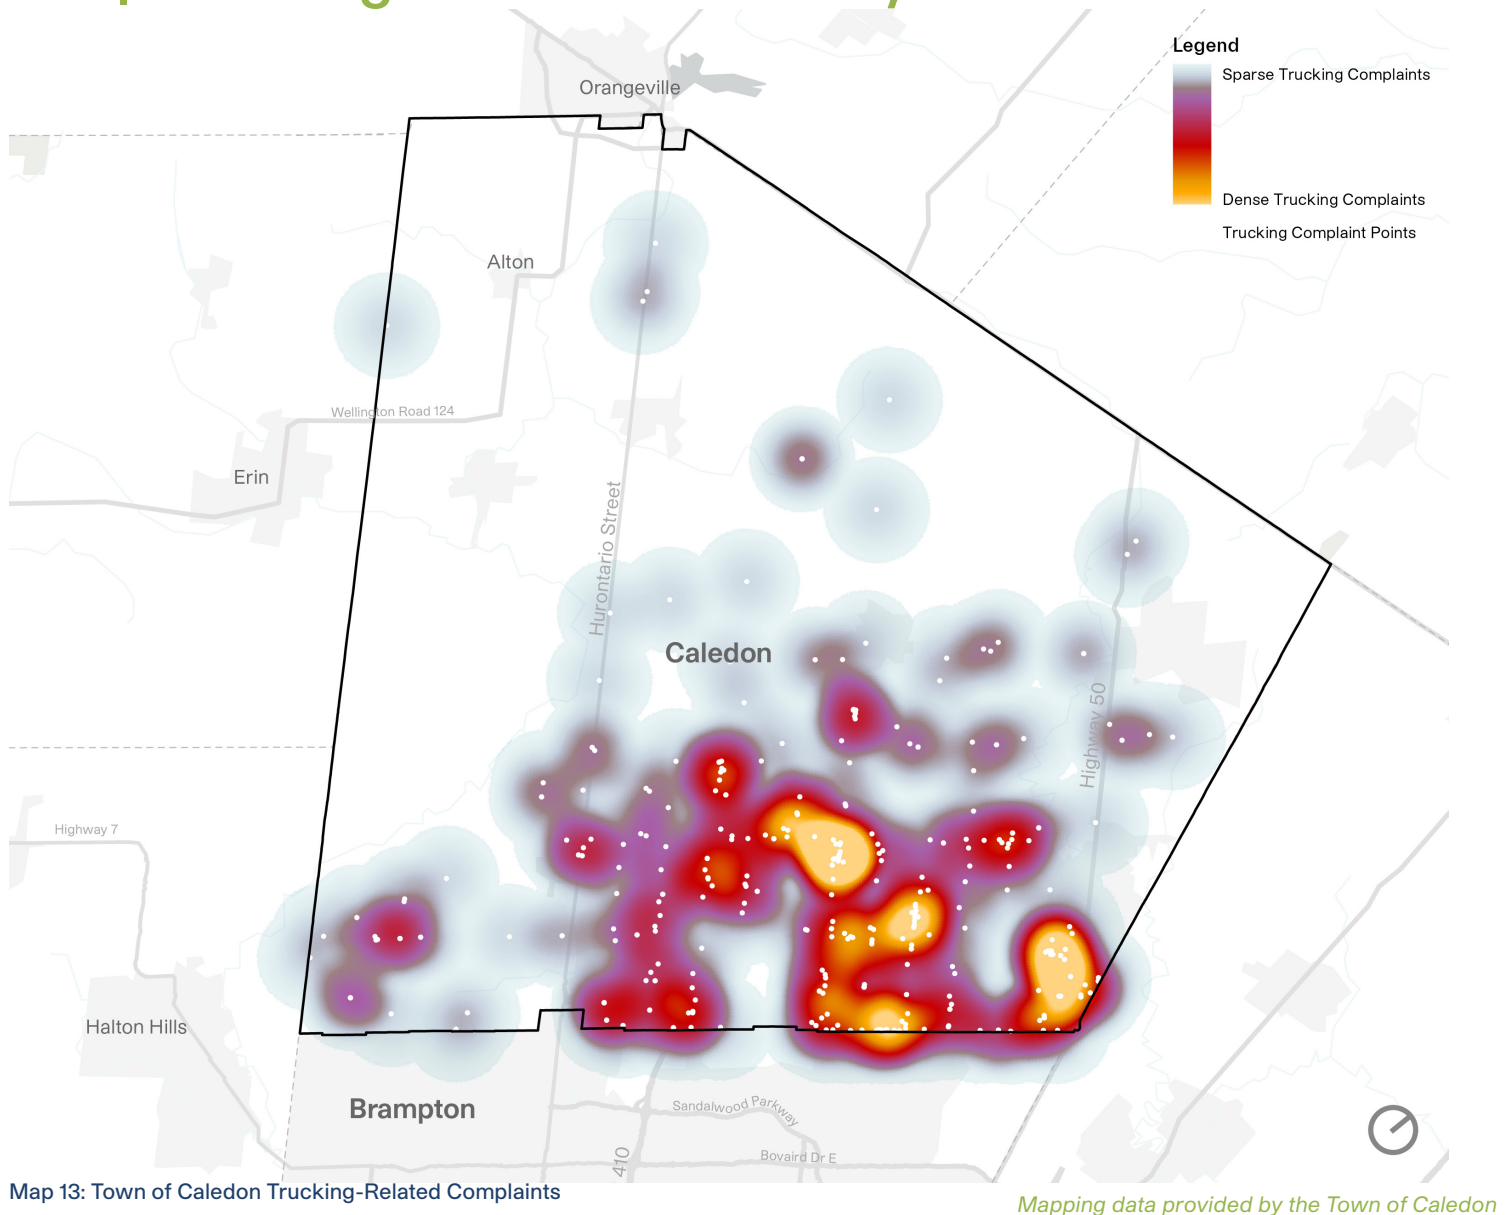 Legend
Sparse Trucking Complaints
Dense Trucking Complaints
Trucking Complaint Points
Orangeville
Alton
Wellington Road 124
Erin
Hurontario Street
Caledon
Highway 50
Highway 7
Halton Hills
Brampton
Sandalwood Parkway
Bovaird Dr E
410
Map 13: Town of Caledon Trucking-Related Complaints
Mapping data provided by the Town of Caledon